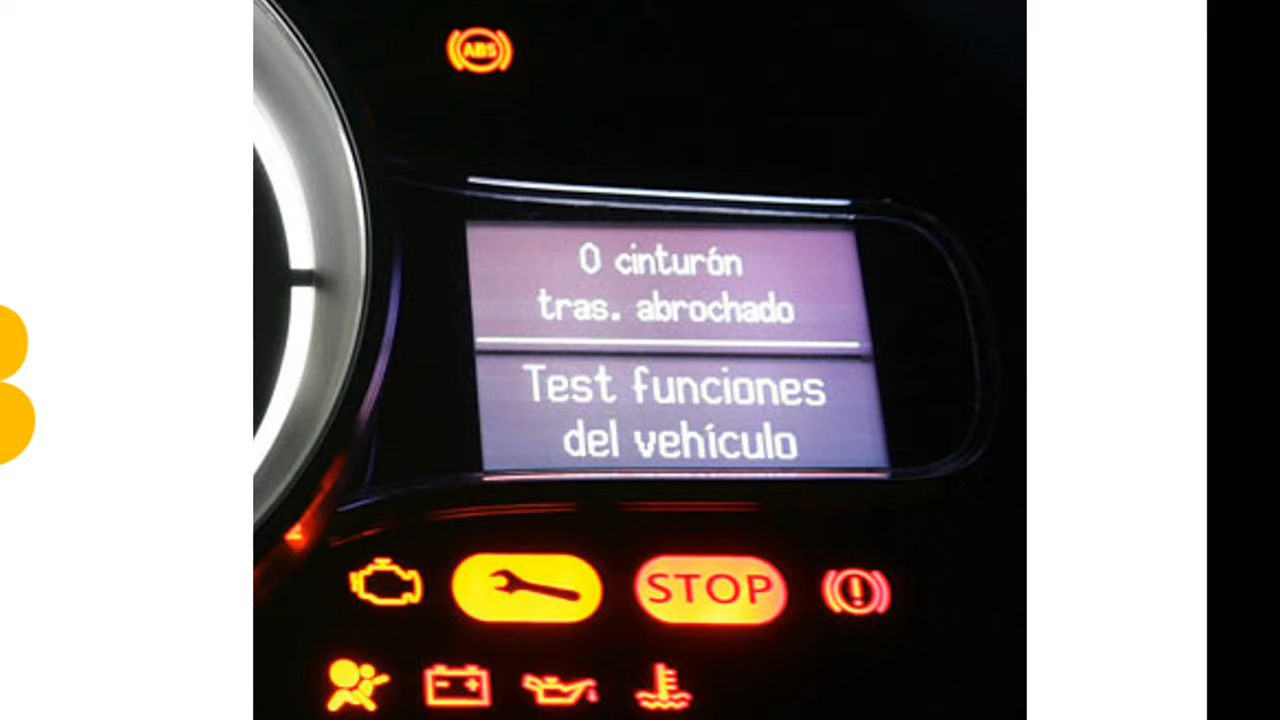 ABS
0 cinturón
tras. abrochado
Test funciones
del vehículo
STOP